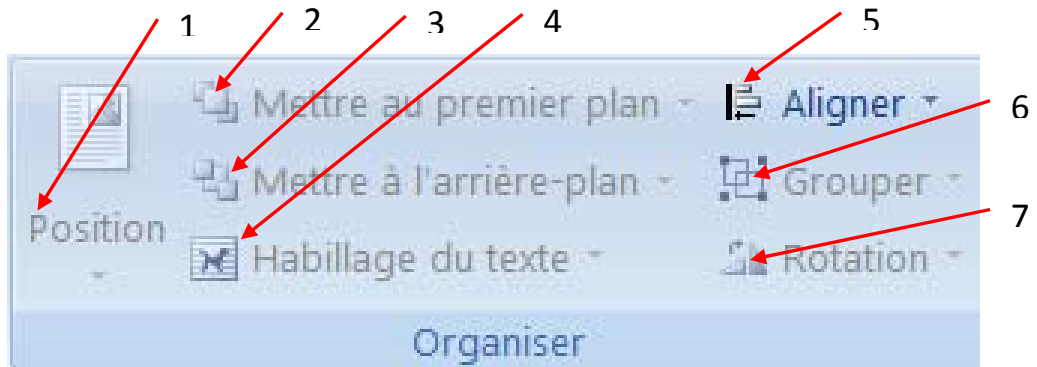 1 2 3 4 5
Mettre au premier plan Aligner 6
Mettre à l'arrière-plan Grouper
Position 7
Habillage du texte Rotation
Organiser